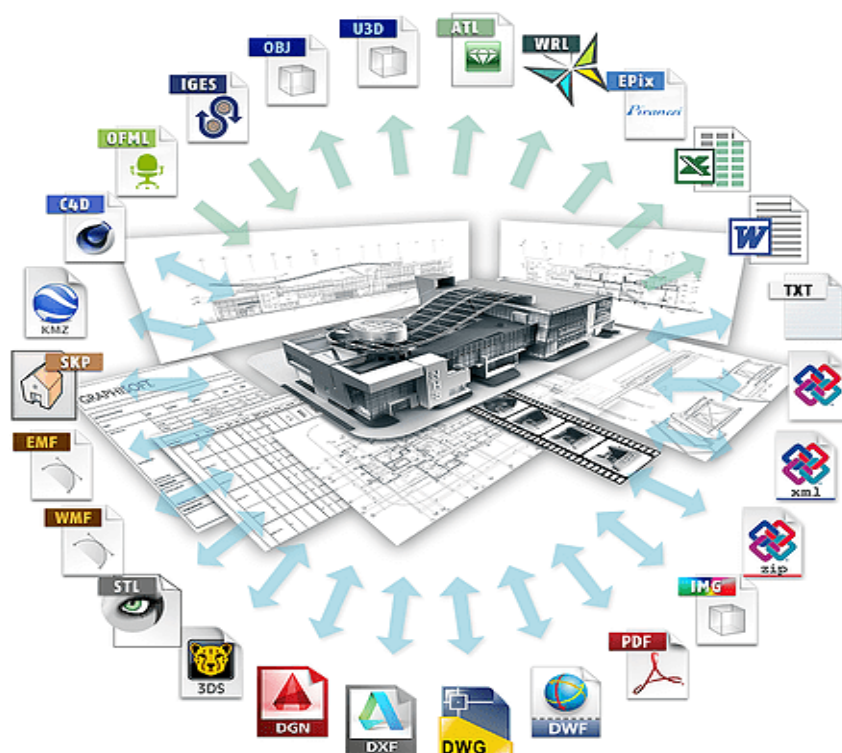 U3D
OBJ
ATL
WRL
IGES
EPix
Piranesi
OFML
C4D
W
TXT
KMZ
SKP
GRAPHISOFT
EMF
xml
WMF
zip
STL
IMG
PDF
3DS
DGN
DWF
DXF
DWG